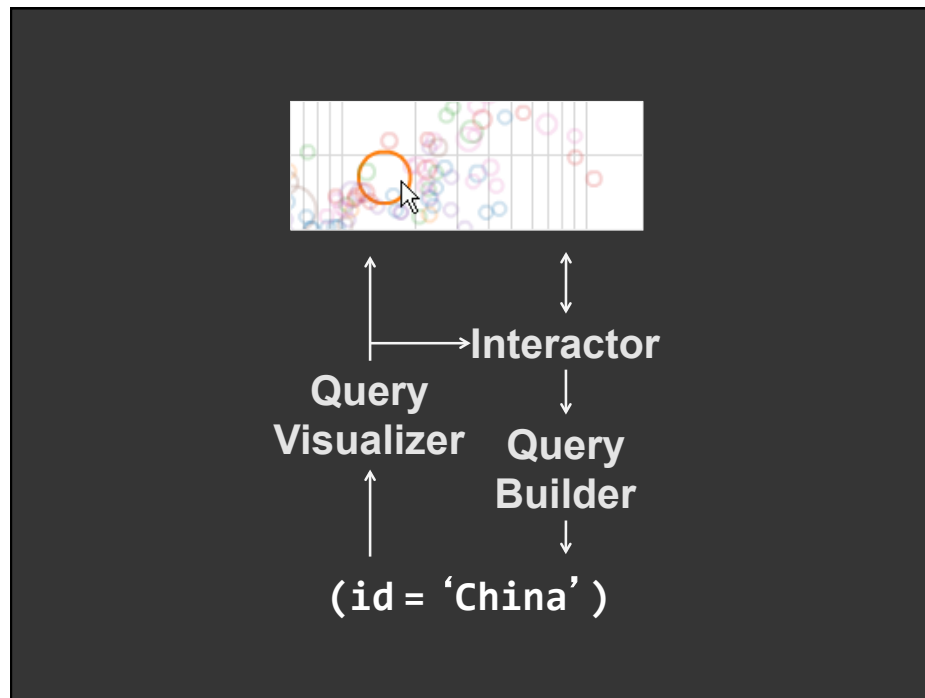 Interactor
Query
Visualizer
Query
Builder
(id = ‘China’)